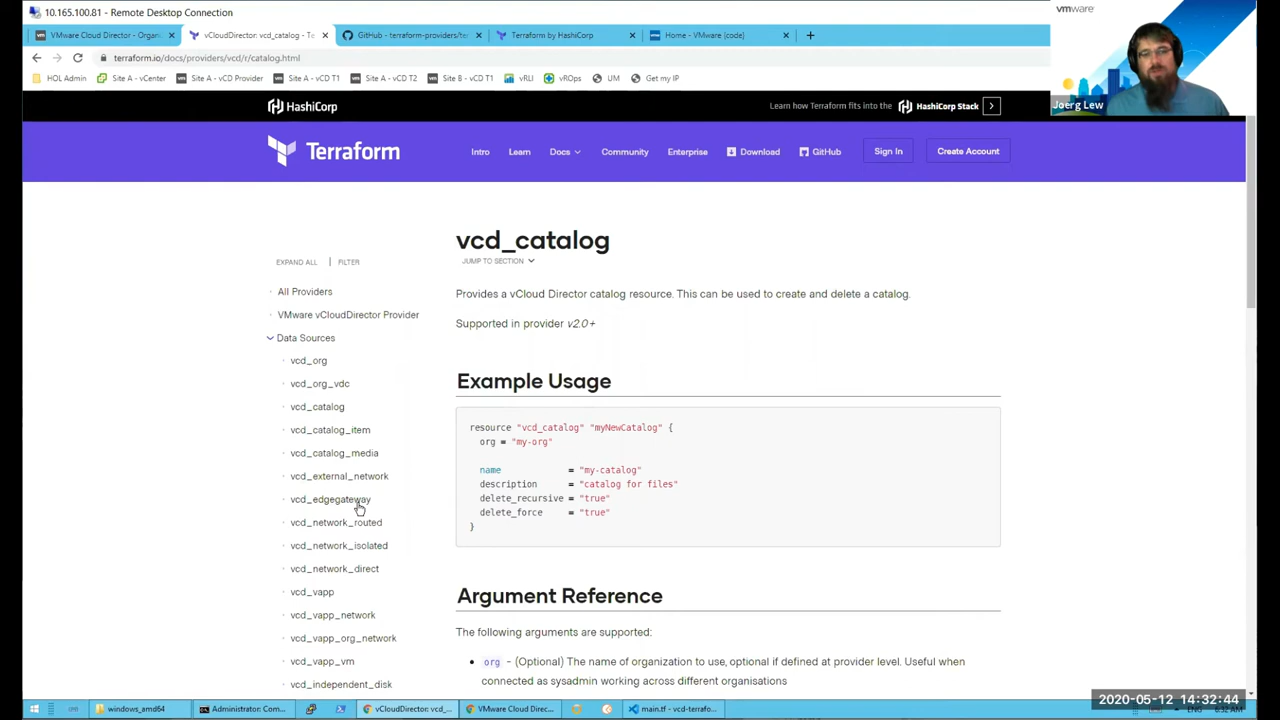 10.165.100.81 - Remote Desktop Connection
vmware
VMware Cloud Director - Organi
vCloudDirector: vcd_catalog - Te
GitHub - terraform-providers/ter
Terraform by HashiCorp
Home - VMware {code}
terraform.io/docs/providers/vcd/r/catalog.html
HOL Admin
Site A - vCenter
Site A - vCD Provider
Site A - vCD T1
Site A - vCD T2
Site B - vCD T1
vRLI
vROps
UM
Get my IP
Joerg Lew
HashiCorp
Learn how Terraform fits into the
HashiCorp Stack
Terraform
Intro
Learn
Docs
Community
Enterprise
Download
GitHub
Sign In
Create Account
EXPAND ALL | FILTER
All Providers
VMware vCloudDirector Provider
Data Sources
vcd_org
vcd_org_vdc
vcd_catalog
vcd_catalog_item
vcd_catalog_media
vcd_external_network
vcd_edgegateway
vcd_network_routed
vcd_network_isolated
vcd_network_direct
vcd_vapp
vcd_vapp_network
vcd_vapp_org_network
vcd_vapp_vm
vcd_independent_disk
vcd_catalog
JUMP TO SECTION
Provides a vCloud Director catalog resource. This can be used to create and delete a catalog.
Supported in provider v2.0+
Example Usage
resource "vcd_catalog" "myNewCatalog" {
org = "my-org"
name = "my-catalog"
description = "catalog for files"
delete_recursive = "true"
delete_force = "true"
}
Argument Reference
The following arguments are supported:
org - (Optional) The name of organization to use, optional if defined at provider level. Useful when
connected as sysadmin working across different organisations
windows_amd64
Administrator: Com...
vCloudDirector: vcd_...
VMware Cloud Direc...
main.tf - vcd-terrafo...
2020-05-12 14:32:44